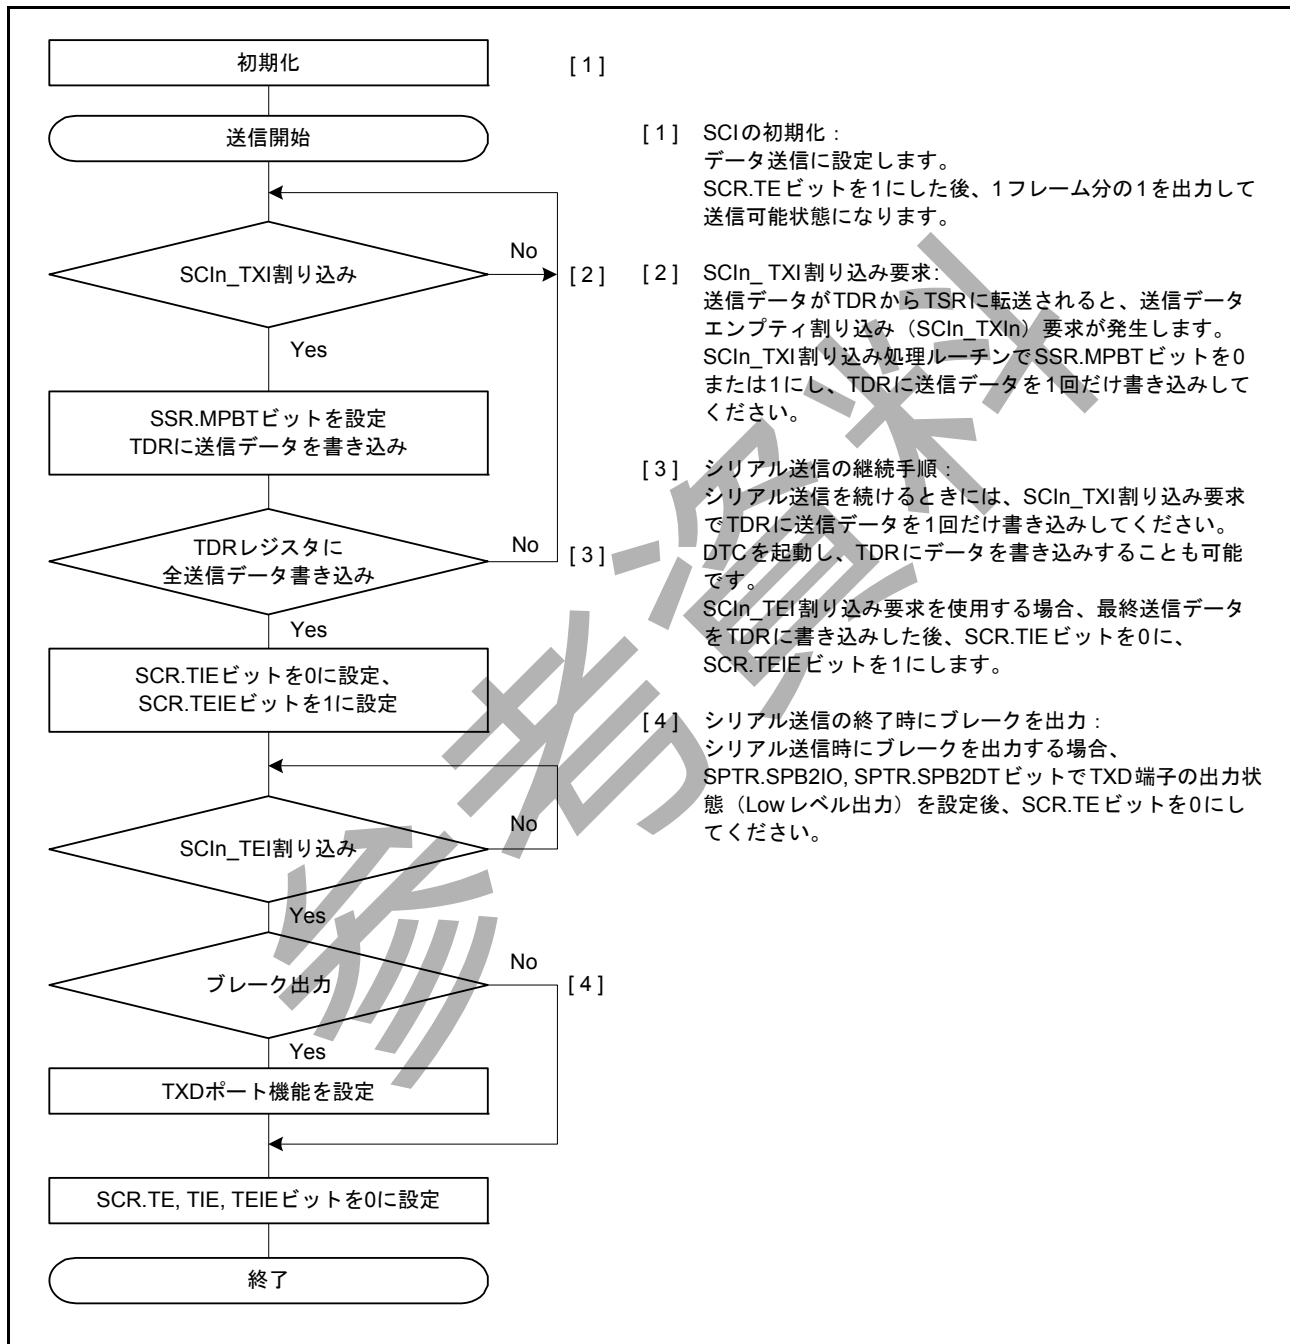 初期化
[ 1 ]
送信開始
SCIn_TXI割り込み
No
[ 2 ]
Yes
SSR.MPBTビットを設定
TDRに送信データを書き込み
TDRレジスタに
全送信データ書き込み
No
[ 3 ]
Yes
SCR.TIEビットを0に設定、
SCR.TEIEビットを1に設定
SCIn_TEI割り込み
No
Yes
ブレーク出力
No
[ 4 ]
Yes
TXDポート機能を設定
SCR.TE, TIE, TEIEビットを0に設定
終了
[ 1 ] SCIの初期化：
データ送信に設定します。
SCR.TEビットを1にした後、1フレーム分の1を出力して
送信可能状態になります。
[ 2 ] SCIn_ TXI割り込み要求:
送信データがTDRからTSRに転送されると、送信データ
エンプティ割り込み（SCIn_TXIn）要求が発生します。
SCIn_TXI割り込み処理ルーチンでSSR.MPBTビットを0
または1にし、TDRに送信データを1回だけ書き込みして
ください。
[ 3 ] シリアル送信の継続手順：
シリアル送信を続けるときには、SCIn_TXI割り込み要求
でTDRに送信データを1回だけ書き込みしてください。
DTCを起動し、TDRにデータを書き込みすることも可能
です。
SCIn_TEI割り込み要求を使用する場合、最終送信データ
をTDRに書き込みした後、SCR.TIEビットを0に、
SCR.TEIEビットを1にします。
[ 4 ] シリアル送信の終了時にブレークを出力：
シリアル送信時にブレークを出力する場合、
SPTR.SPB2IO, SPTR.SPB2DTビットでTXD端子の出力状
態（Lowレベル出力）を設定後、SCR.TEビットを0にし
てください。
参考資料